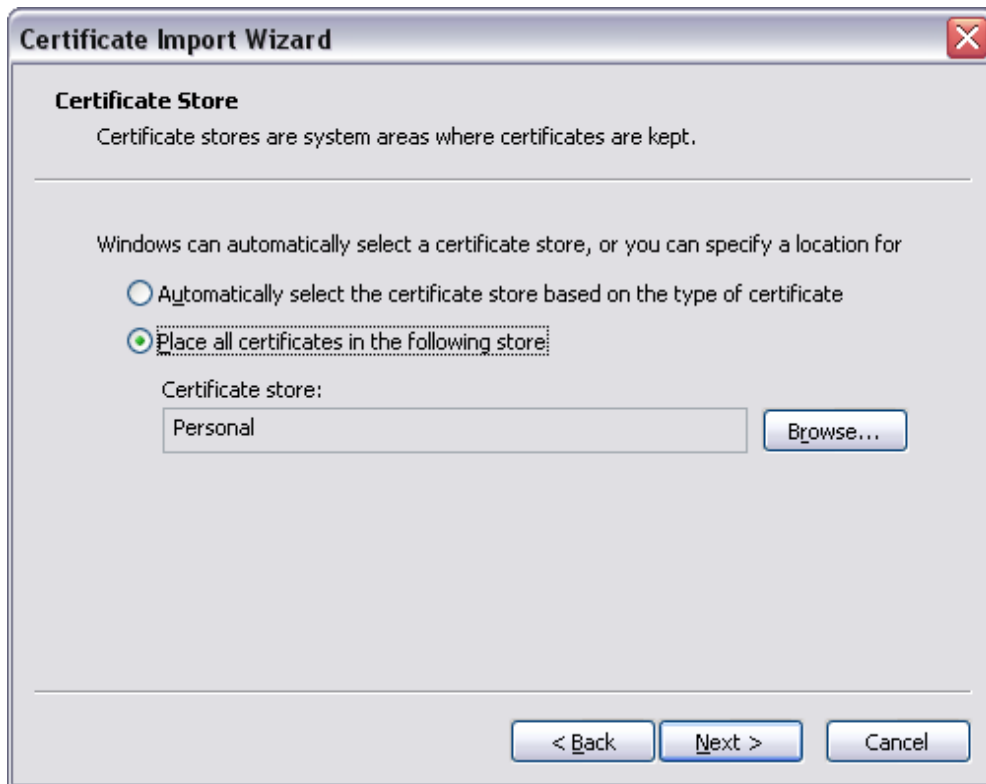 Certificate Import Wizard
Certificate Store
Certificate stores are system areas where certificates are kept.
Windows can automatically select a certificate store, or you can specify a location for
Automatically select the certificate store based on the type of certificate
Place all certificates in the following store
Certificate store:
Personal
Browse...
< Back
Next >
Cancel